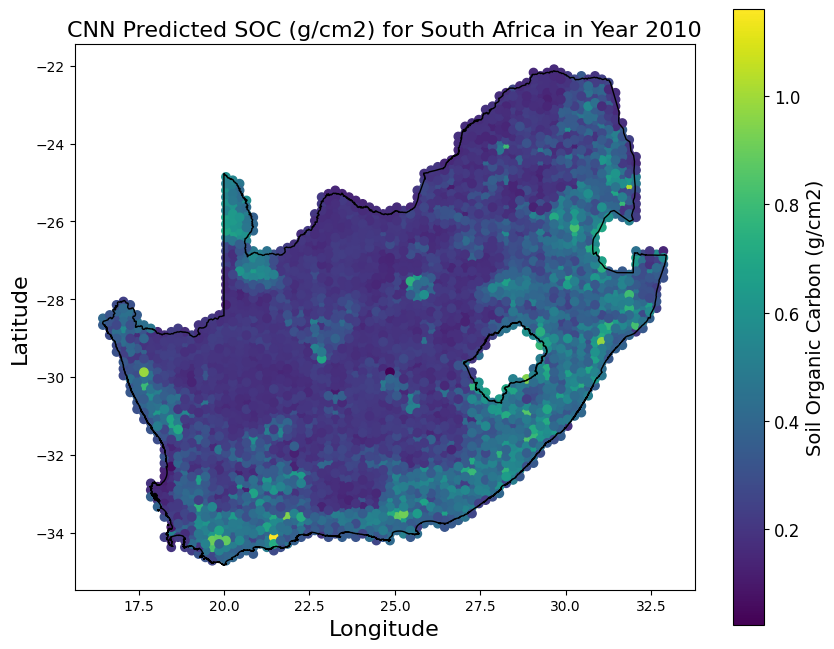 CNN Predicted SOC (g/cm2) for South Africa in Year 2010
−22
−24
−26
−28
−30
−32
−34
Latitude
17.5 20.0 22.5 25.0 27.5 30.0 32.5
Longitude
1.0
0.8
0.6
0.4
0.2
Soil Organic Carbon (g/cm2)